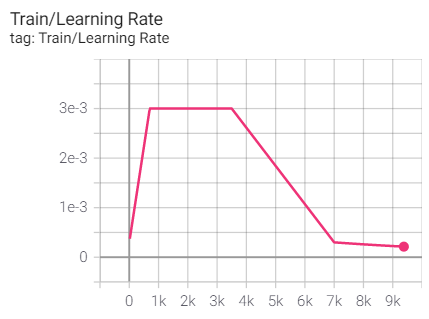 Train/Learning Rate
tag: Train/Learning Rate
3e-3
2e-3
1e-3
0
0 1k 2k 3k 4k 5k 6k 7k 8k 9k